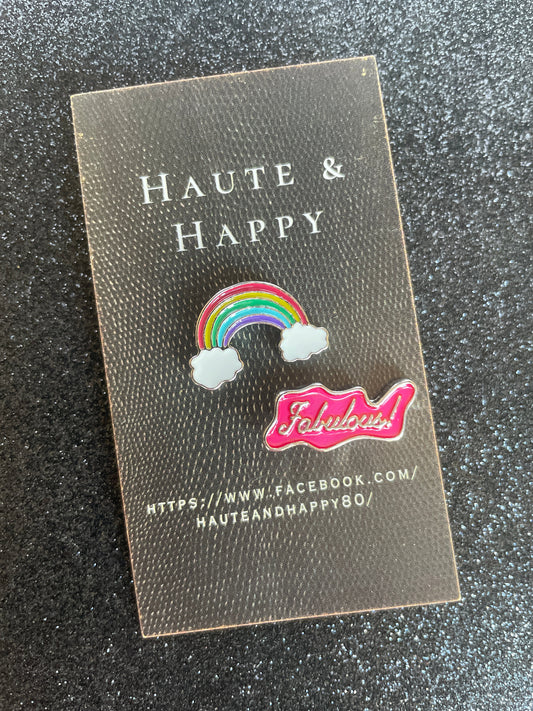 HAUTE &
HAPPY
Fabulous!
HTTPS://WWW.FACEBOOK.COM/
HAUTEANDHAPPY80/